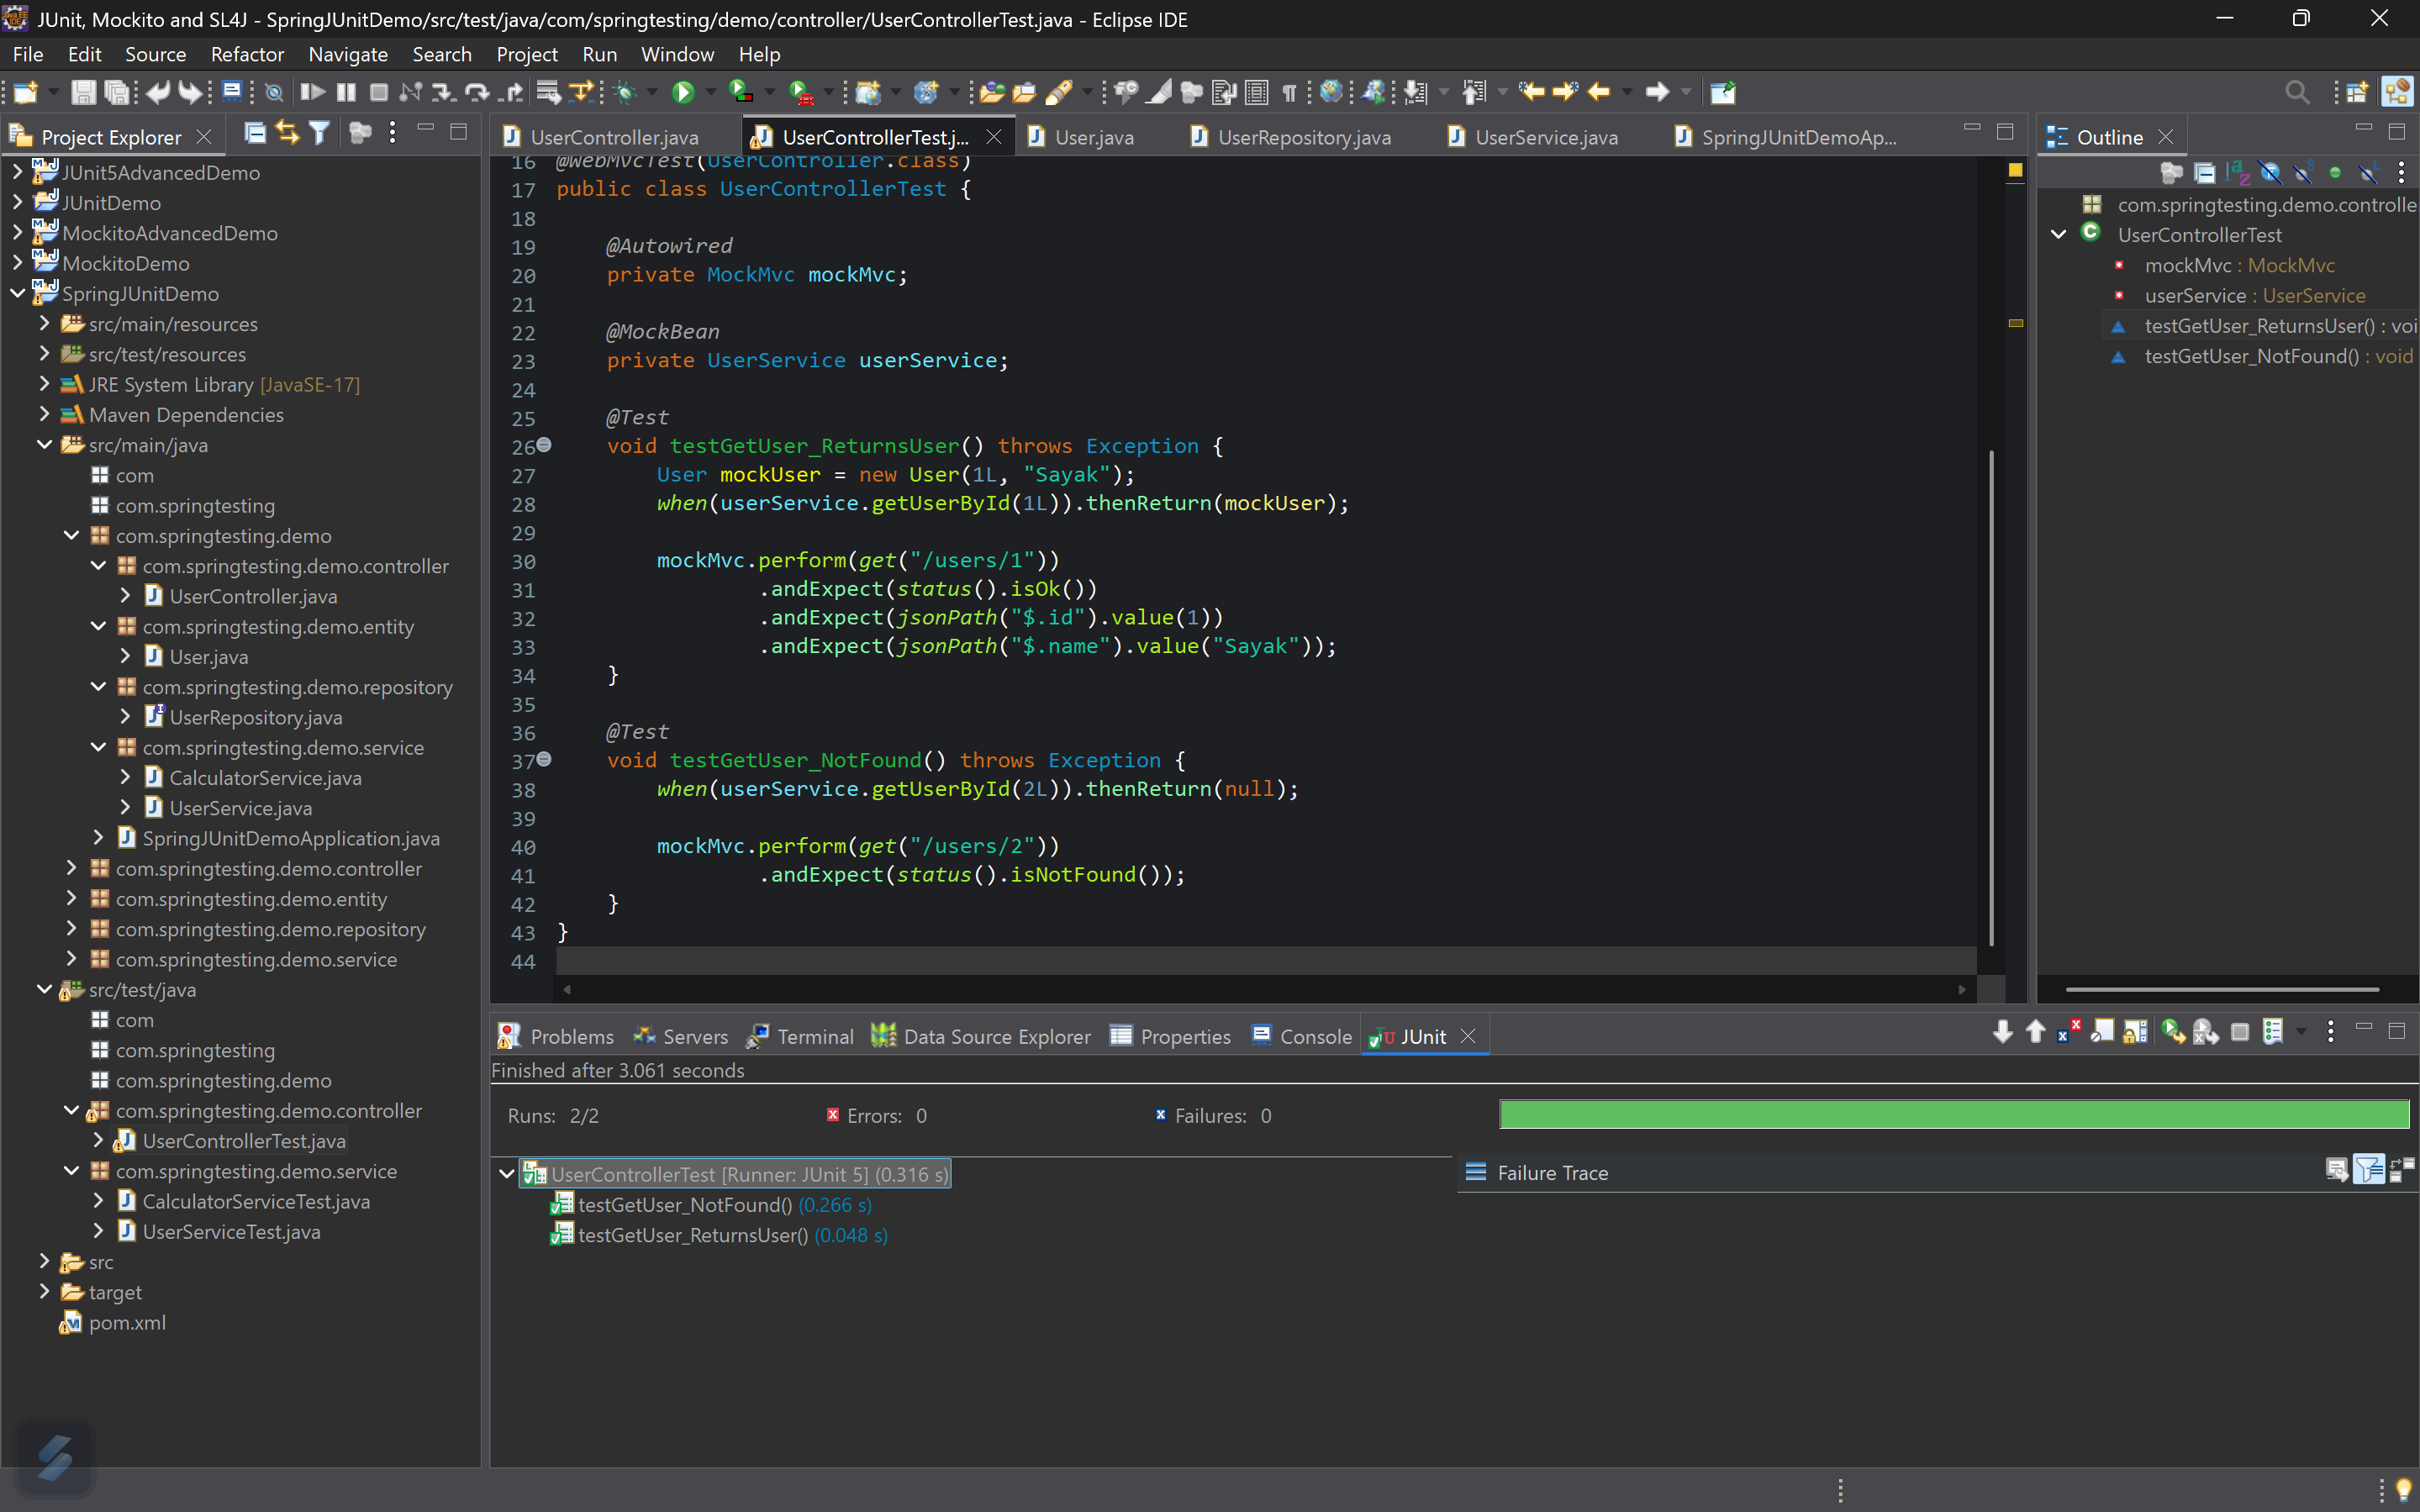 JUnit, Mockito and SL4J - SpringJUnitDemo/src/test/java/com/springtesting/demo/controller/UserControllerTest.java - Eclipse IDE
File Edit Source Refactor Navigate Search Project Run Window Help
Project Explorer
JUnit5AdvancedDemo
JUnitDemo
MockitoAdvancedDemo
MockitoDemo
SpringJUnitDemo
src/main/resources
src/test/resources
JRE System Library [JavaSE-17]
Maven Dependencies
src/main/java
com
com.springtesting
com.springtesting.demo
com.springtesting.demo.controller
UserController.java
com.springtesting.demo.entity
User.java
com.springtesting.demo.repository
UserRepository.java
com.springtesting.demo.service
CalculatorService.java
UserService.java
SpringJUnitDemoApplication.java
com.springtesting.demo.controller
com.springtesting.demo.entity
com.springtesting.demo.repository
com.springtesting.demo.service
src/test/java
com
com.springtesting
com.springtesting.demo
com.springtesting.demo.controller
UserControllerTest.java
com.springtesting.demo.service
CalculatorServiceTest.java
UserServiceTest.java
src
target
pom.xml
UserController.java UserControllerTest.j... User.java UserRepository.java UserService.java SpringJUnitDemoAp...
16 @WebMvcTest(UserController.class)
17 public class UserControllerTest {
18
19 @Autowired
20 private MockMvc mockMvc;
21
22 @MockBean
23 private UserService userService;
24
25 @Test
26 void testGetUser_ReturnsUser() throws Exception {
27 User mockUser = new User(1L, "Sayak");
28 when(userService.getUserById(1L)).thenReturn(mockUser);
29
30 mockMvc.perform(get("/users/1"))
31 .andExpect(status().isOk())
32 .andExpect(jsonPath("$.id").value(1))
33 .andExpect(jsonPath("$.name").value("Sayak"));
34 }
35
36 @Test
37 void testGetUser_NotFound() throws Exception {
38 when(userService.getUserById(2L)).thenReturn(null);
39
40 mockMvc.perform(get("/users/2"))
41 .andExpect(status().isNotFound());
42 }
43 }
44
Outline
com.springtesting.demo.controlle
UserControllerTest
mockMvc : MockMvc
userService : UserService
testGetUser_ReturnsUser() : voi
testGetUser_NotFound() : void
Problems Servers Terminal Data Source Explorer Properties Console JUnit
Finished after 3.061 seconds
Runs: 2/2 Errors: 0 Failures: 0
UserControllerTest [Runner: JUnit 5] (0.316 s)
testGetUser_NotFound() (0.266 s)
testGetUser_ReturnsUser() (0.048 s)
Failure Trace